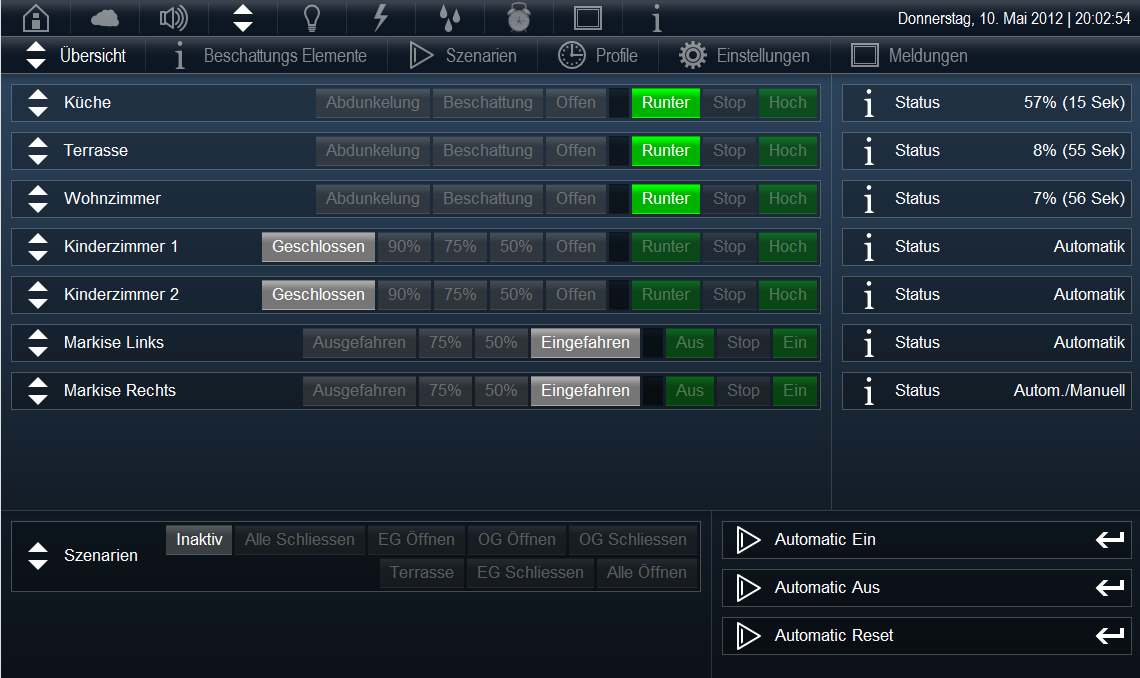 Donnerstag, 10. Mai 2012 | 20:02:54
Übersicht Beschattungs Elemente Szenarien Profile Einstellungen Meldungen
Küche Abdunkelung Beschattung Offen Runter Stop Hoch Status 57% (15 Sek)
Terrasse Abdunkelung Beschattung Offen Runter Stop Hoch Status 8% (55 Sek)
Wohnzimmer Abdunkelung Beschattung Offen Runter Stop Hoch Status 7% (56 Sek)
Kinderzimmer 1 Geschlossen 90% 75% 50% Offen Runter Stop Hoch Status Automatik
Kinderzimmer 2 Geschlossen 90% 75% 50% Offen Runter Stop Hoch Status Automatik
Markise Links Ausgefahren 75% 50% Eingefahren Aus Stop Ein Status Automatik
Markise Rechts Ausgefahren 75% 50% Eingefahren Aus Stop Ein Status Autom./Manuell
Szenarien
Inaktiv Alle Schliessen EG Öffnen OG Öffnen OG Schliessen
Terrasse EG Schliessen Alle Öffnen
Automatic Ein
Automatic Aus
Automatic Reset